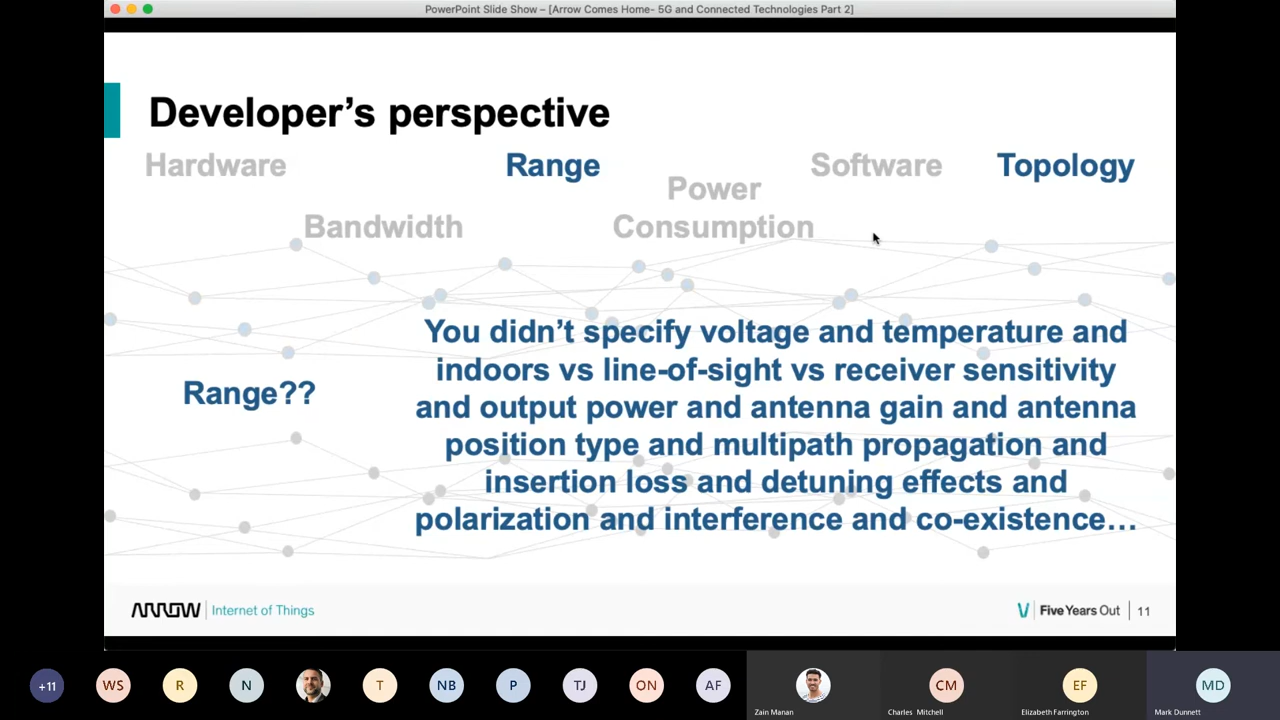 PowerPoint Slide Show – [Arrow Comes Home- 5G and Connected Technologies Part 2]
Developer’s perspective
Hardware
Range
Software
Topology
Bandwidth
Power
Consumption
Range??
You didn’t specify voltage and temperature and
indoors vs line-of-sight vs receiver sensitivity
and output power and antenna gain and antenna
position type and multipath propagation and
insertion loss and detuning effects and
polarization and interference and co-existence…
ARROW Internet of Things
Five Years Out 11
+11 WS R N T NB P TJ ON AF CM EF MD
Zain Manan Charles Mitchell Elizabeth Farrington Mark Dunnett